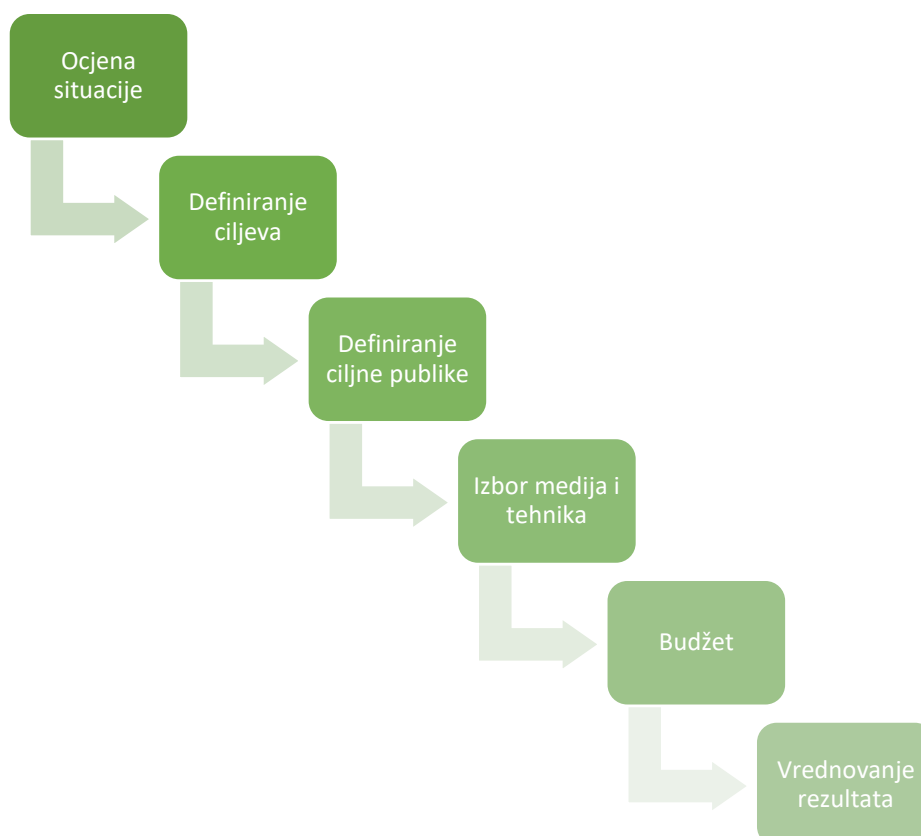 Ocjena
situacije
Definiranje
ciljeva
Definiranje
ciljne publike
Izbor medija i
tehnika
Budžet
Vrednovanje
rezultata